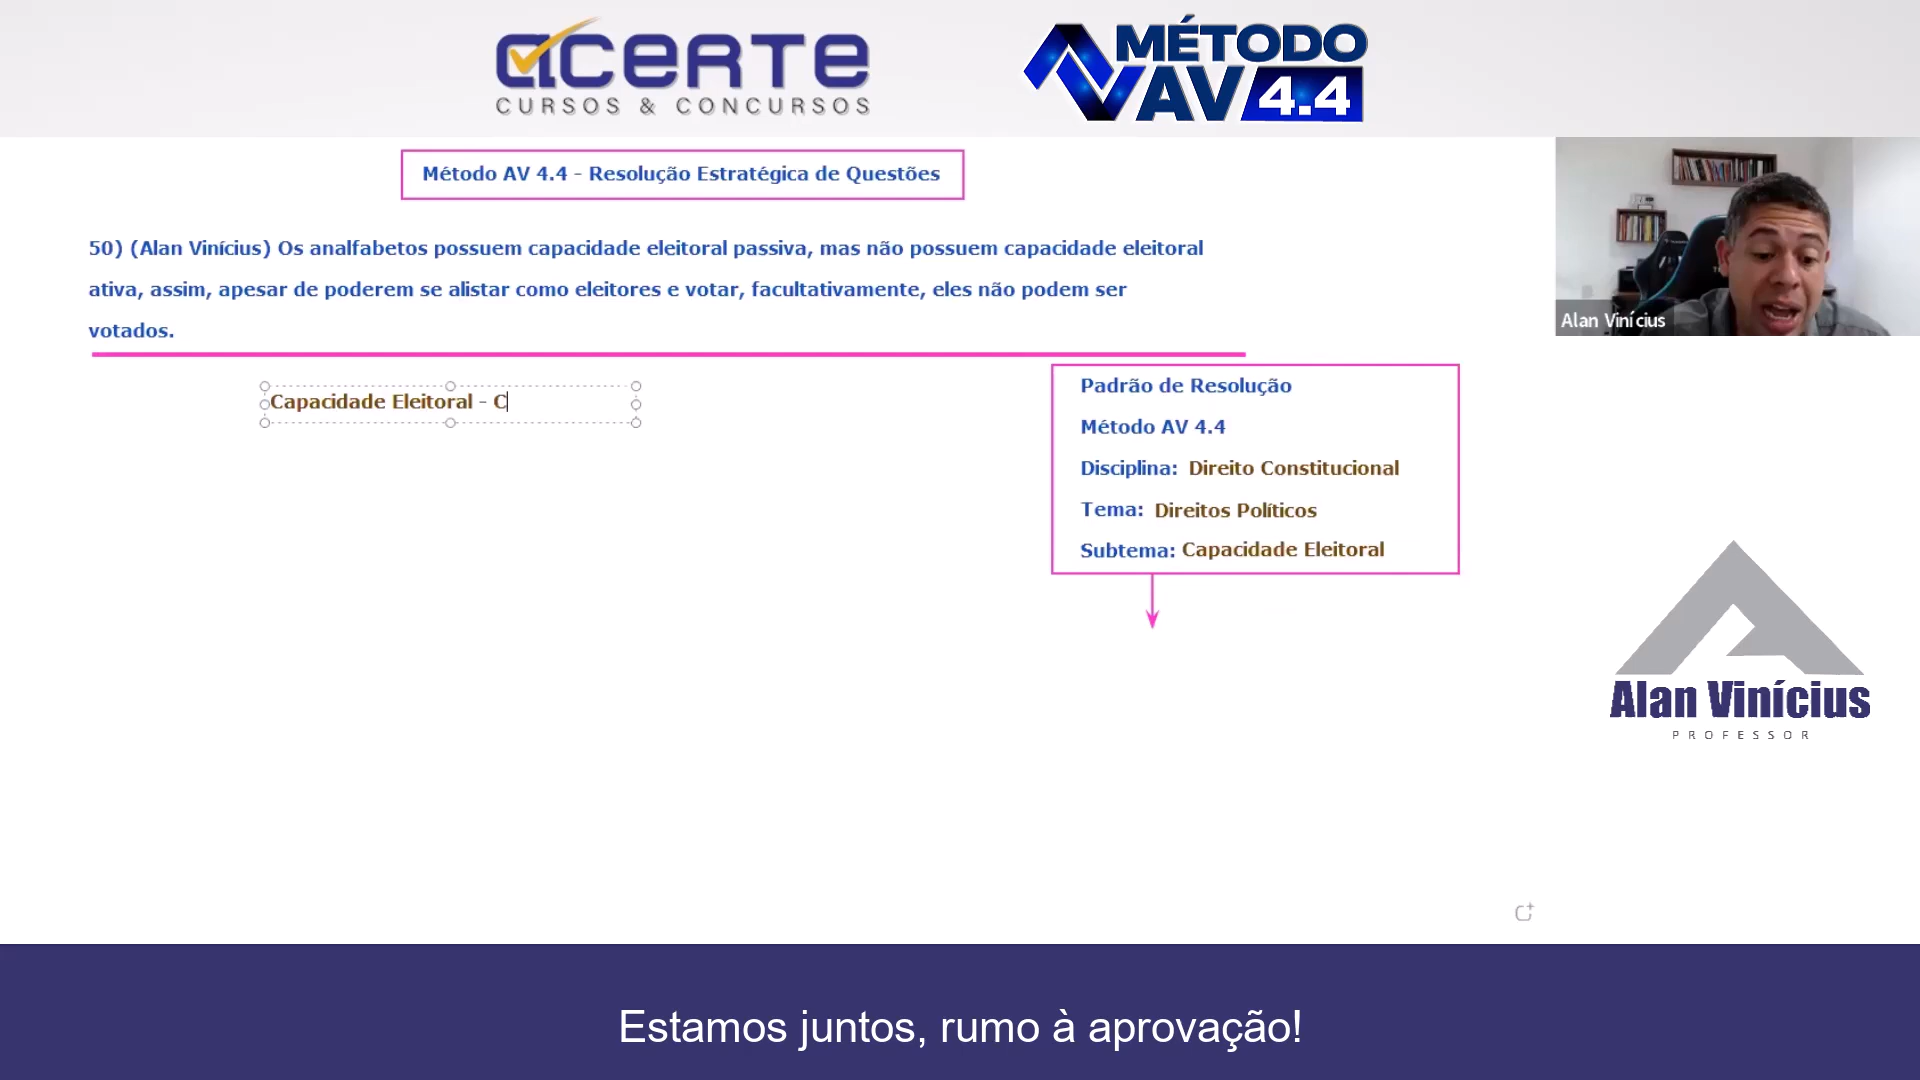 acerte
CURSOS & CONCURSOS
MÉTODO
AV 4.4
Método AV 4.4 - Resolução Estratégica de Questões
50) (Alan Vinícius) Os analfabetos possuem capacidade eleitoral passiva, mas não possuem capacidade eleitoral
ativa, assim, apesar de poderem se alistar como eleitores e votar, facultativamente, eles não podem ser
votados.
Capacidade Eleitoral - C
Padrão de Resolução
Método AV 4.4
Disciplina: Direito Constitucional
Tema: Direitos Políticos
Subtema: Capacidade Eleitoral
Alan Vinícius
Alan Vinícius
PROFESSOR
Estamos juntos, rumo à aprovação!